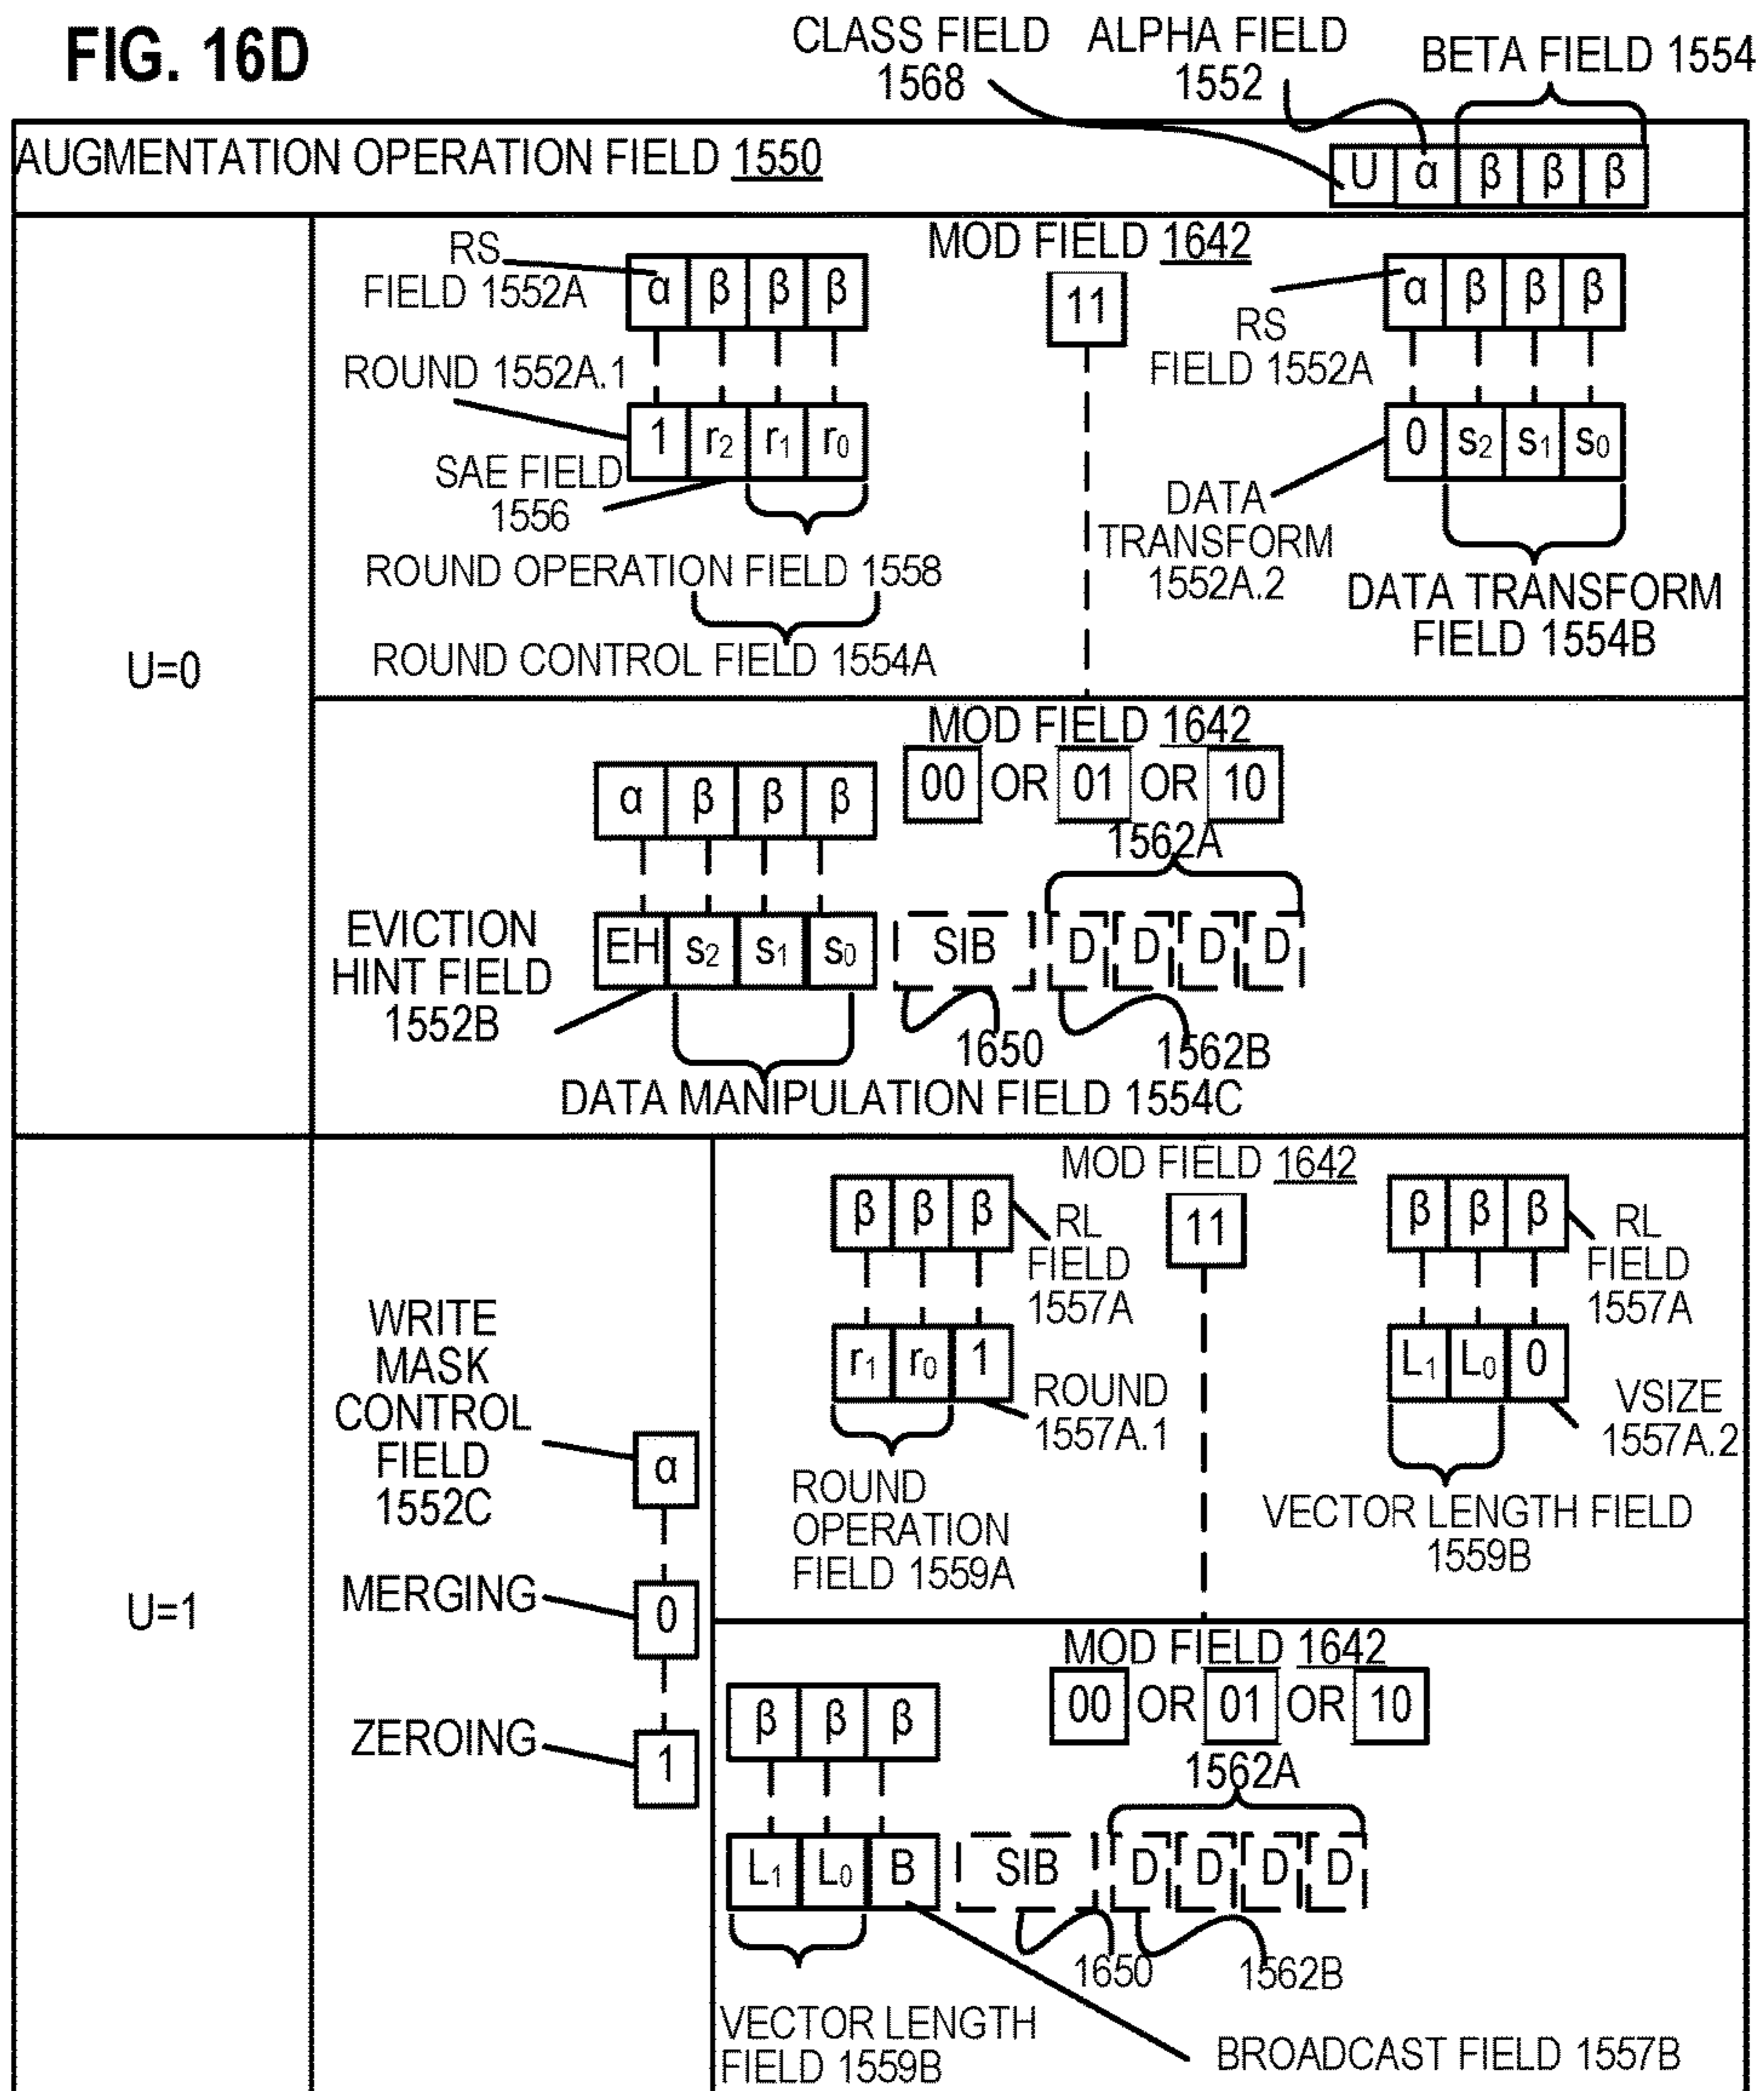 FIG. 16D
CLASS FIELD
1568
ALPHA FIELD
1552
BETA FIELD 1554
AUGMENTATION OPERATION FIELD 1550
U α β β β
U=0
MOD FIELD 1642
11
RS
FIELD 1552A
α β β β
ROUND 1552A.1
1 r2 r1 r0
SAE FIELD
1556
ROUND OPERATION FIELD 1558
ROUND CONTROL FIELD 1554A
α β β β
RS
FIELD 1552A
0 s2 s1 s0
DATA
TRANSFORM
1552A.2
DATA TRANSFORM
FIELD 1554B
MOD FIELD 1642
00 OR 01 OR 10
α β β β
1562A
EVICTION
HINT FIELD
1552B
EH s2 s1 s0 SIB D D D D
1650
1562B
DATA MANIPULATION FIELD 1554C
U=1
WRITE
MASK
CONTROL
FIELD
1552C
α
MERGING
0
ZEROING
1
MOD FIELD 1642
11
β β β
RL
FIELD
1557A
r1 r0 1
ROUND
1557A.1
ROUND
OPERATION
FIELD 1559A
β β β
RL
FIELD
1557A
L1 L0 0
VSIZE
1557A.2
VECTOR LENGTH FIELD
1559B
MOD FIELD 1642
00 OR 01 OR 10
β β β
1562A
L1 L0 B SIB D D D D
1650
1562B
VECTOR LENGTH
FIELD 1559B
BROADCAST FIELD 1557B